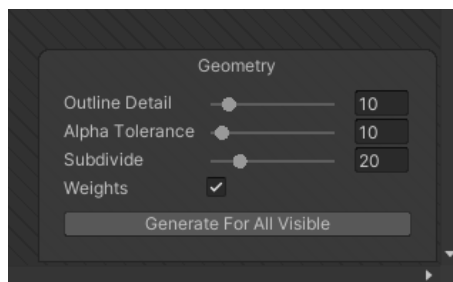 Geometry
Outline Detail 10
Alpha Tolerance 10
Subdivide 20
Weights
Generate For All Visible